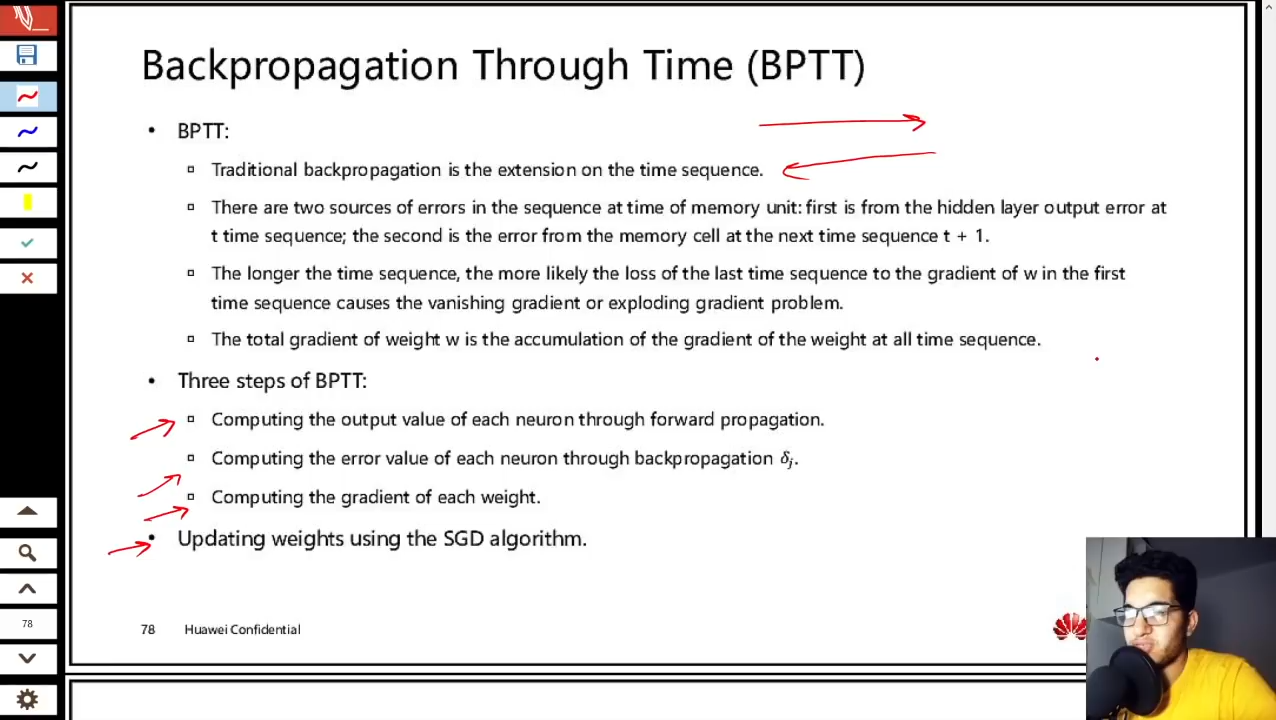 Backpropagation Through Time (BPTT)
• BPTT:
▫ Traditional backpropagation is the extension on the time sequence.
▫ There are two sources of errors in the sequence at time of memory unit: first is from the hidden layer output error at
t time sequence; the second is the error from the memory cell at the next time sequence t + 1.
▫ The longer the time sequence, the more likely the loss of the last time sequence to the gradient of w in the first
time sequence causes the vanishing gradient or exploding gradient problem.
▫ The total gradient of weight w is the accumulation of the gradient of the weight at all time sequence.
• Three steps of BPTT:
▫ Computing the output value of each neuron through forward propagation.
▫ Computing the error value of each neuron through backpropagation δj.
▫ Computing the gradient of each weight.
• Updating weights using the SGD algorithm.
78
78 Huawei Confidential